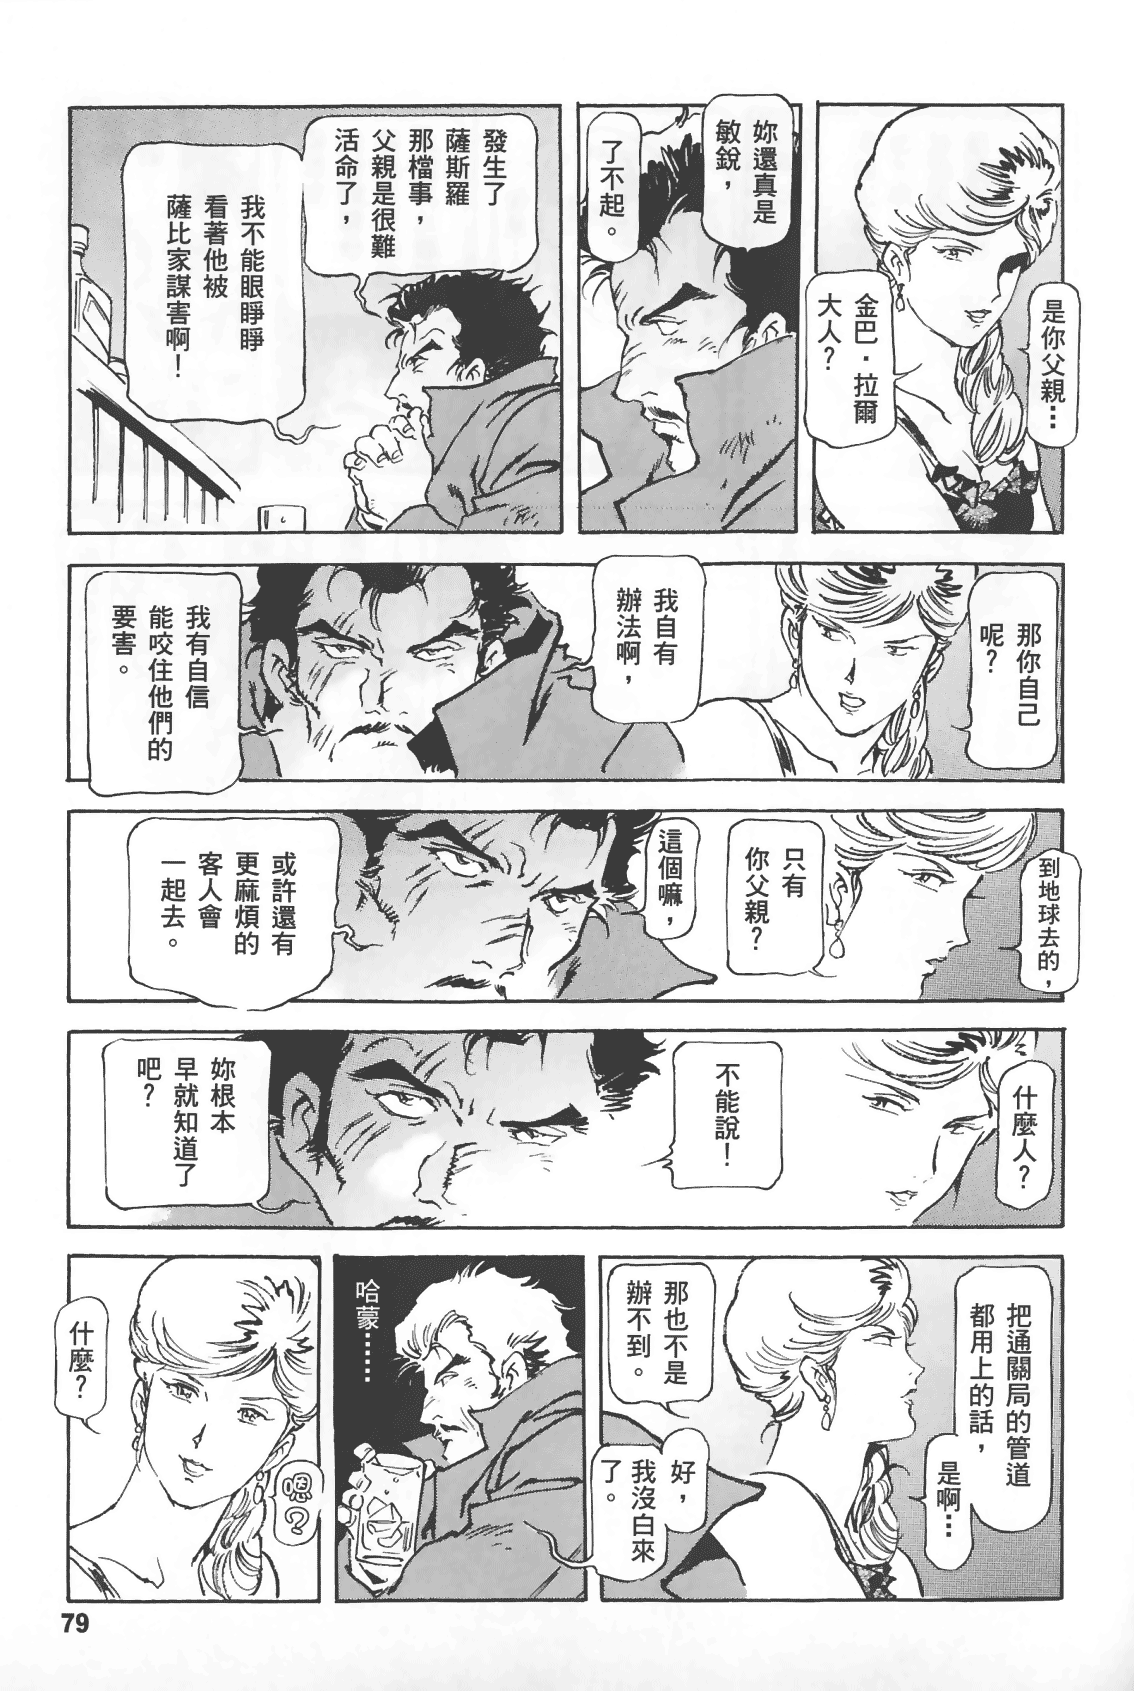 是你父親…
金巴．拉爾
大人？
妳還真是
敏銳，
了不起。
發生了
薩斯羅
那檔事，
父親是很難
活命了，
我不能眼睜睜
看著他被
薩比家謀害啊！
那你自己
呢？
我自有
辦法啊，
我有自信
能咬住他們的
要害。
到地球去的，
只有
你父親？
這個嘛，
或許還有
更麻煩的
客人會
一起去。
什麼人？
不能說！
妳根本
早就知道了
吧？
把通關局的管道
都用上的話，
是啊…
那也不是
辦不到。
好，
我沒白來
了。
哈蒙……
嗯？
什麼？
79